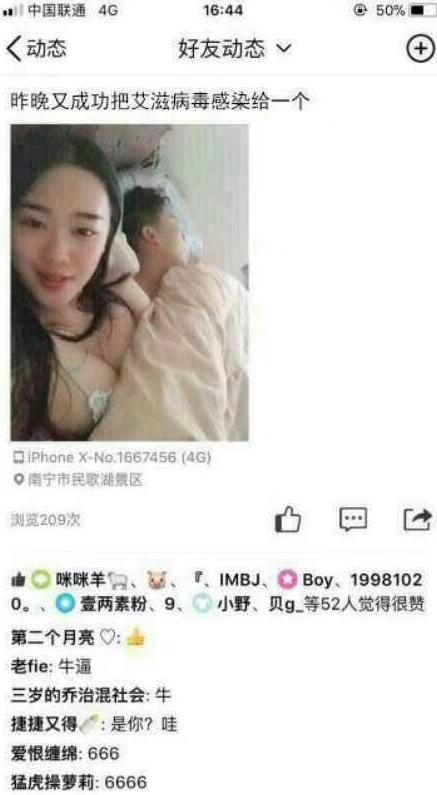 中国联通 4G 16:44 50%
动态 好友动态
昨晚又成功把艾滋病毒感染给一个
iPhone X-No.1667456 (4G)
南宁市民歌湖景区
浏览209次
咪咪羊🐑、🐷、『、IMBJ、Boy、1998102
0。、壹两素粉、9、小野、贝g_等52人觉得很赞
第二个月亮♡: 👍
老fie: 牛逼
三岁的乔治混社会: 牛
捷捷又得🍼: 是你？哇
爱恨缠绵: 666
猛虎操萝莉: 6666